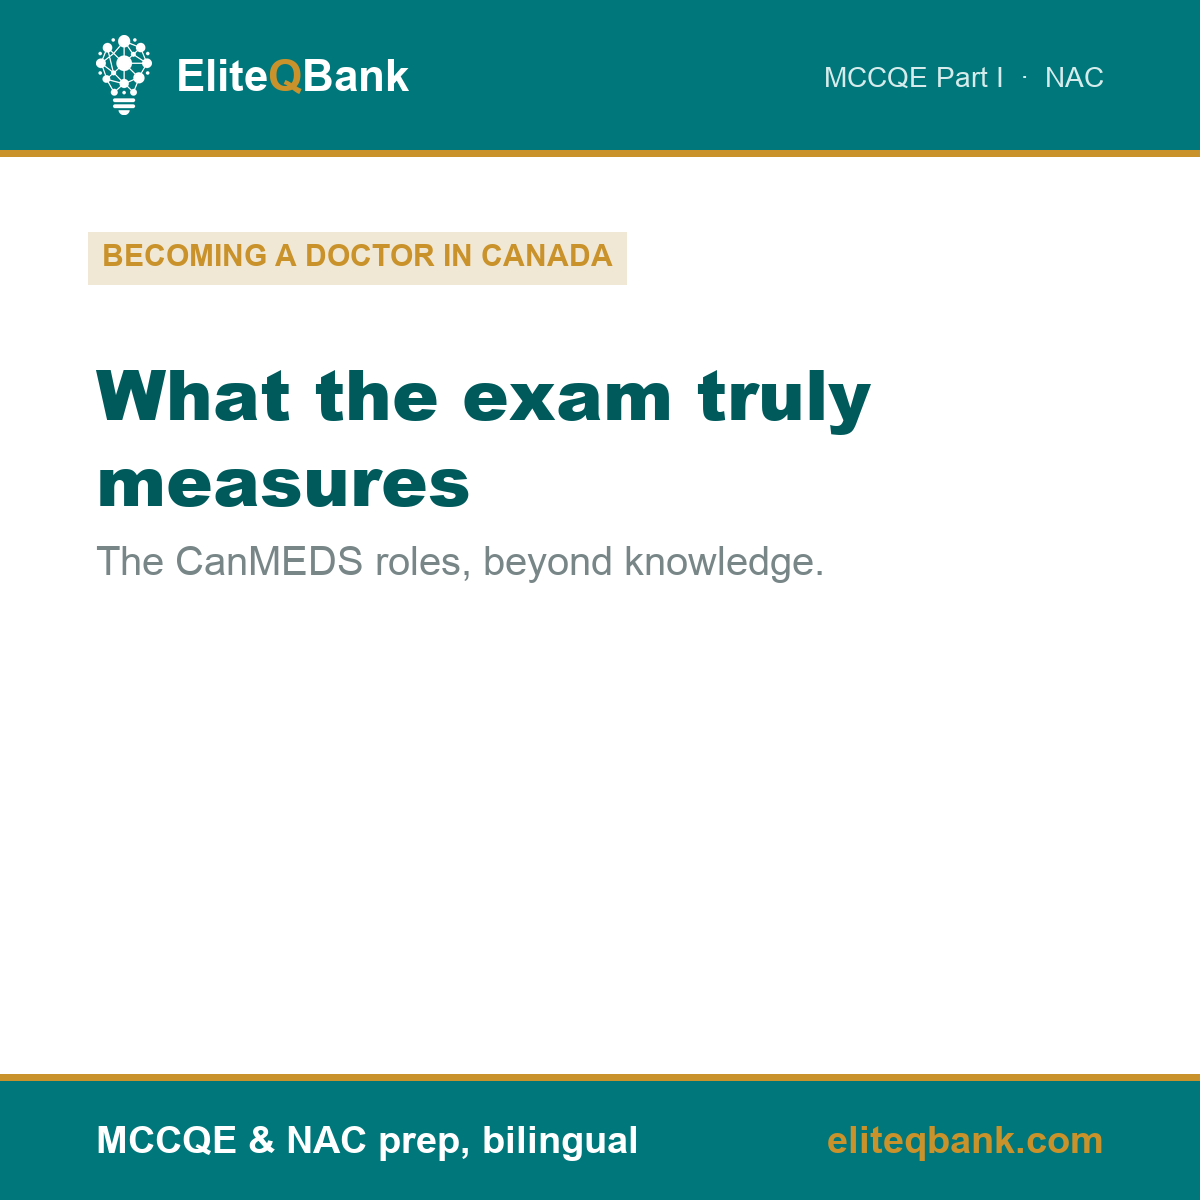 EliteQBank
MCCQE Part I · NAC
BECOMING A DOCTOR IN CANADA
What the exam truly
measures
The CanMEDS roles, beyond knowledge.
MCCQE & NAC prep, bilingual
eliteqbank.com